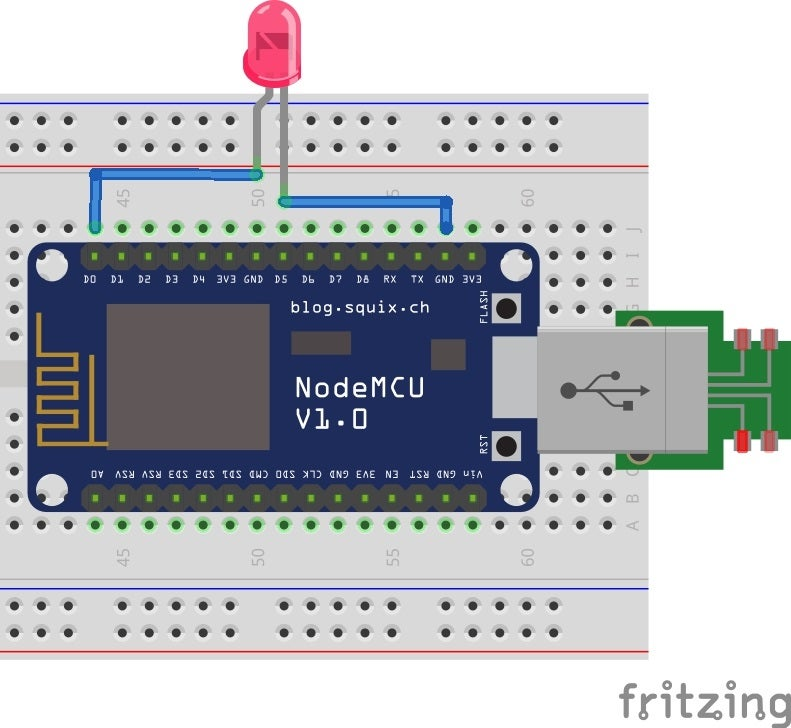 45 50 5 60
J
D0 D1 D2 D3 D4 3V3 GND D5 D6 D7 D8 RX TX GND 3V3
I
H
G
blog.squix.ch
FLASH
NodeMCU
V1.0
RST
A0 RSV RSV SD3 SD2 SD1 CMD SD0 CLK GND 3V3 EN RST GND Vin
C
B
A
45 50 55 60
fritzing